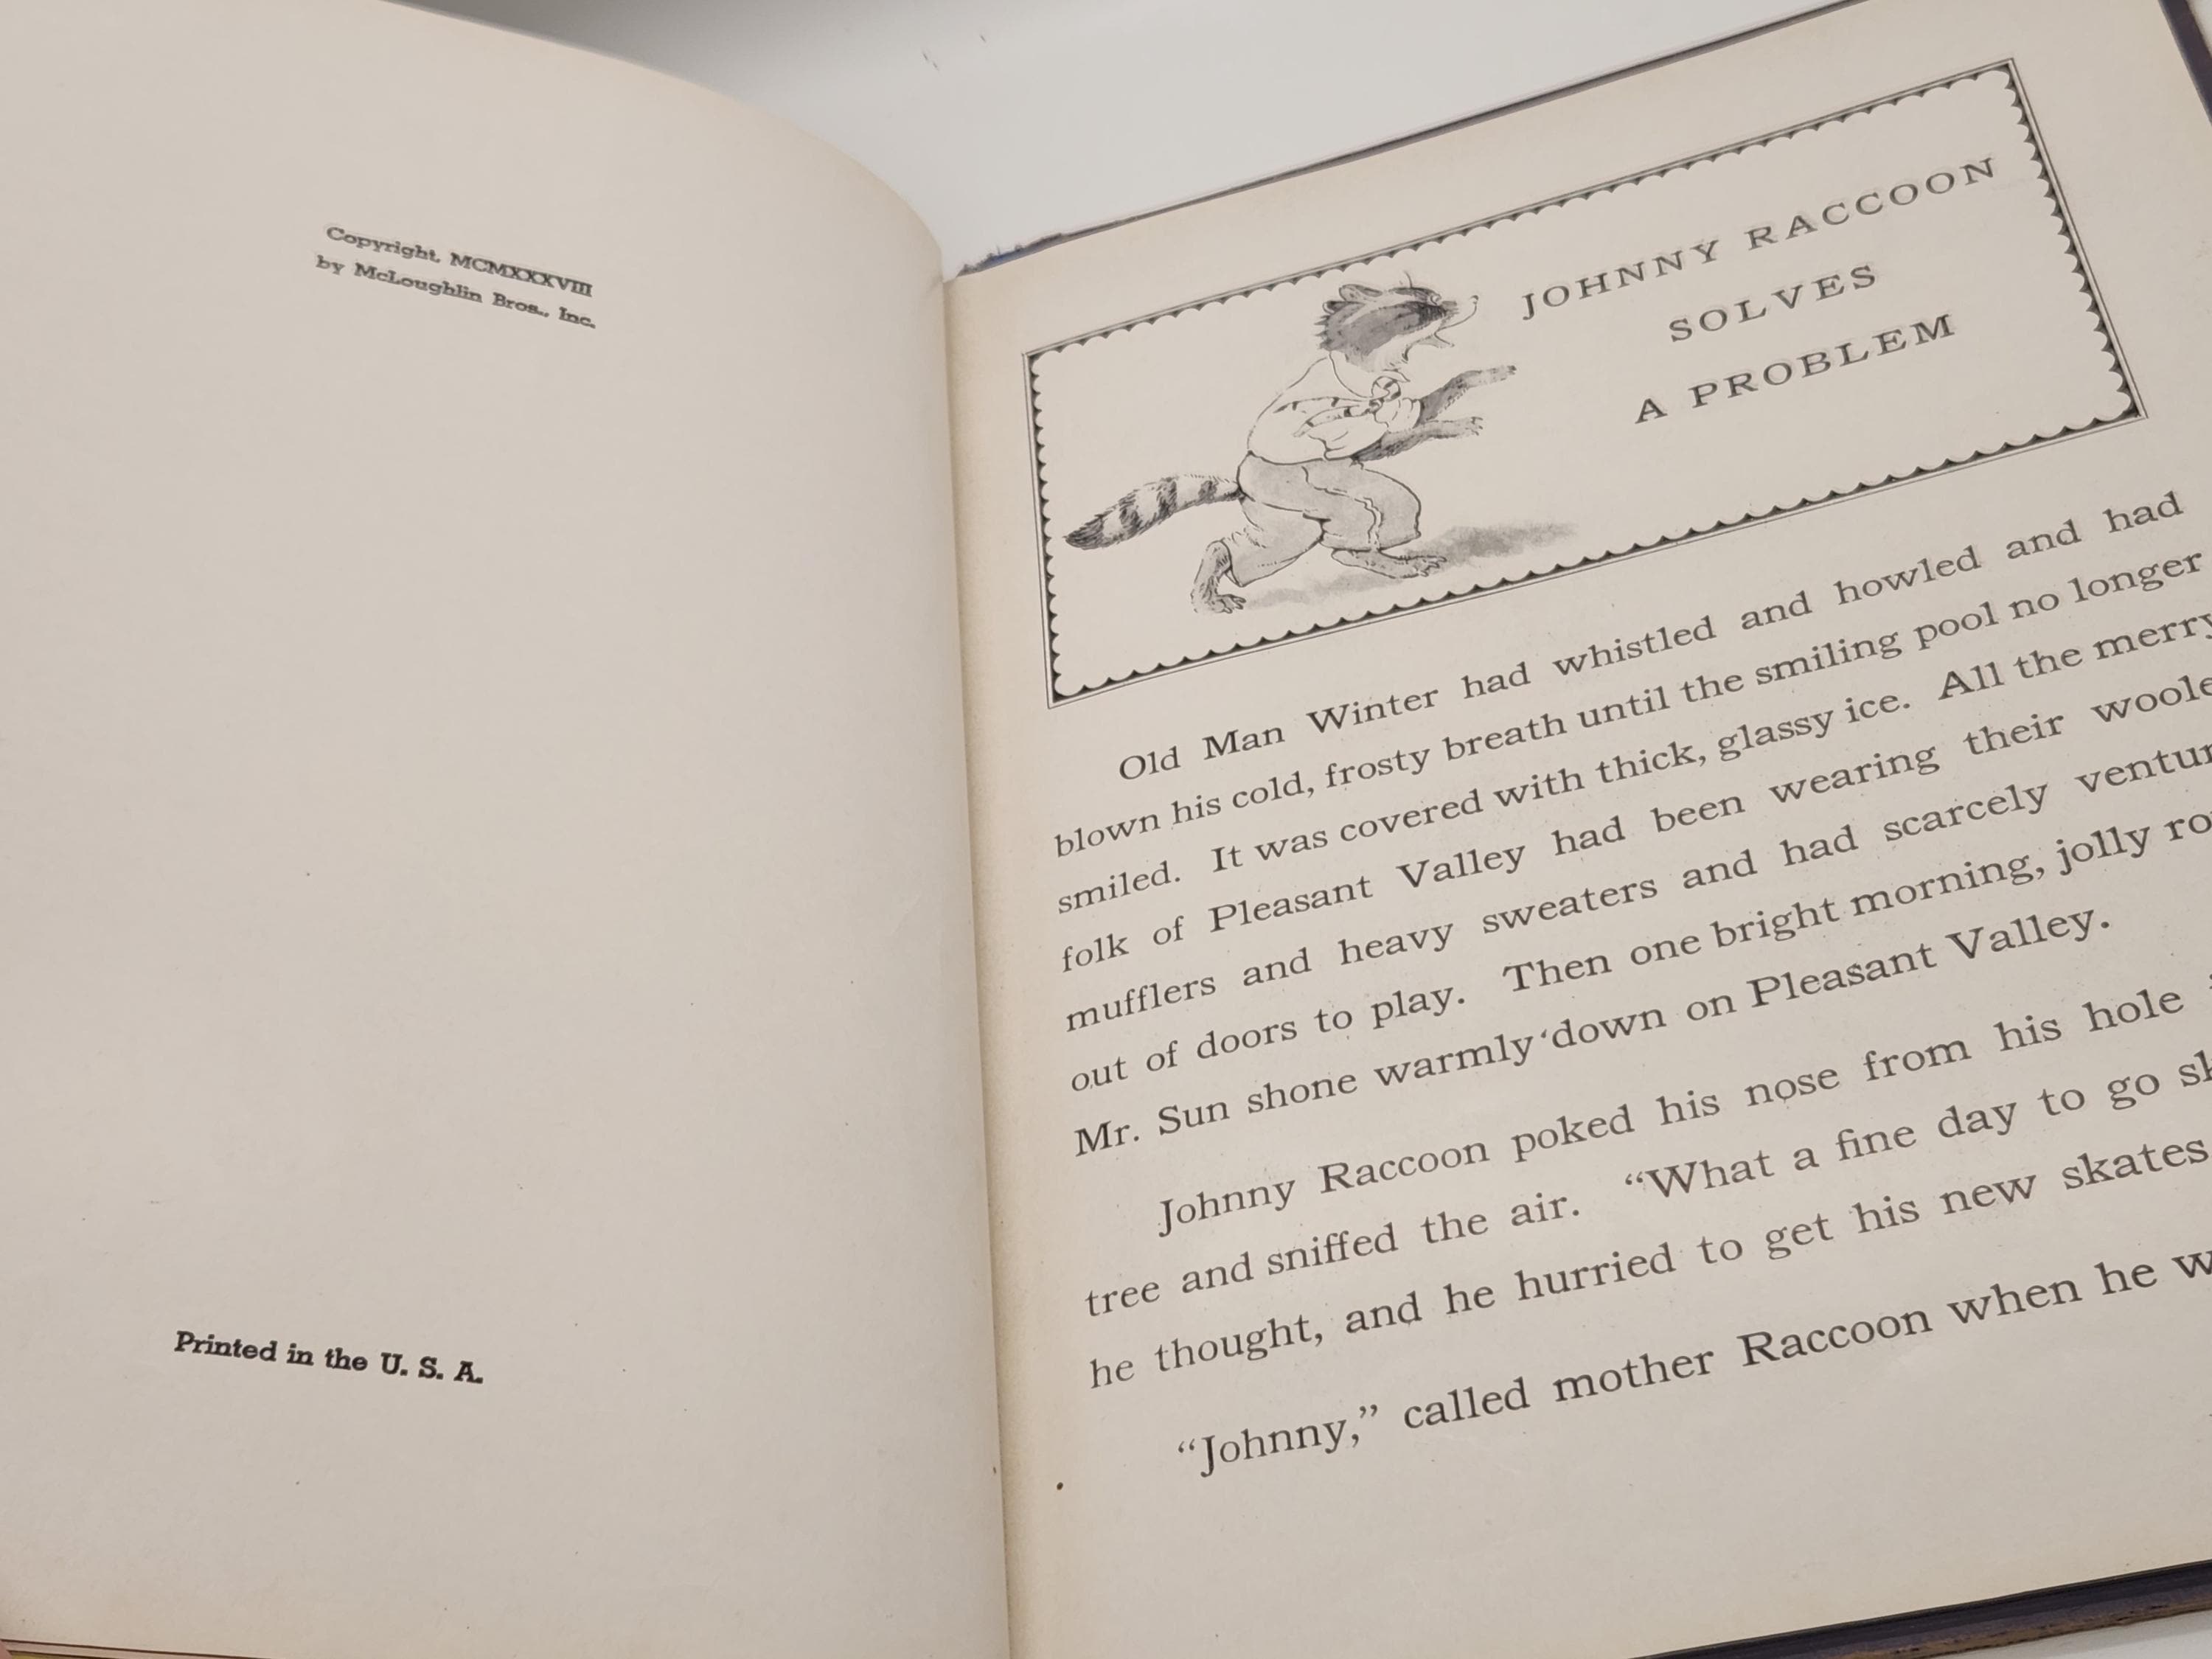 Copyright, MCMXXXVIII
by McLoughlin Bros., Inc.
Printed in the U. S. A.
JOHNNY RACCOON
SOLVES
A PROBLEM
Old Man Winter had whistled and howled and had
blown his cold, frosty breath until the smiling pool no longer
smiled. It was covered with thick, glassy ice. All the merry
folk of Pleasant Valley had been wearing their
mufflers and heavy sweaters and had scarcely
out of doors to play. Then one bright morning, jolly
Mr. Sun shone warmly down on Pleasant Valley.
Johnny Raccoon poked his nose from his hole
tree and sniffed the air. “What a fine day to go
he thought, and he hurried to get his new skates
“Johnny,” called mother Raccoon when he